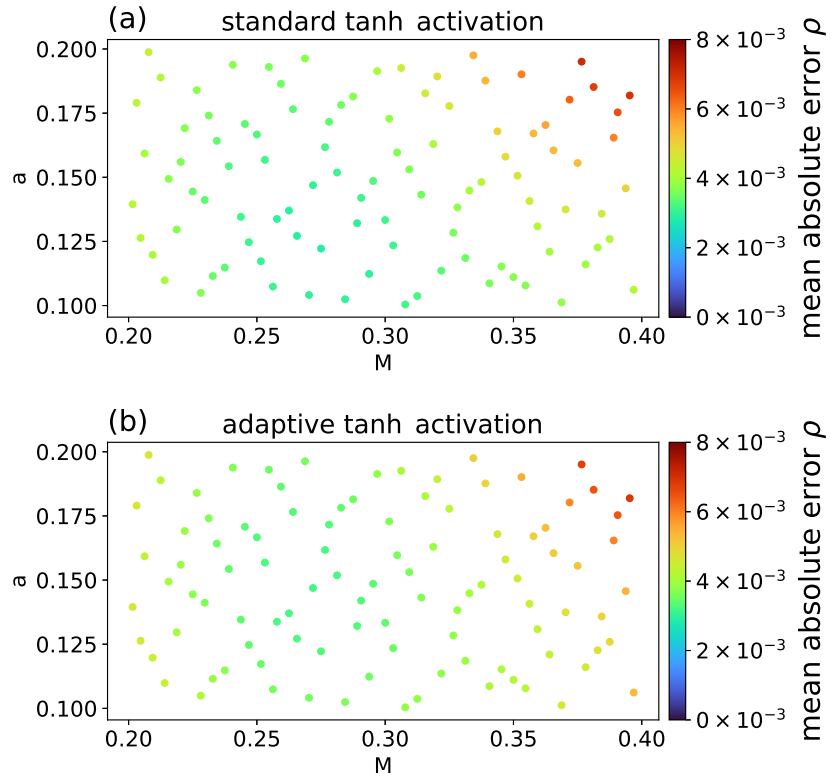 (a)
standard tanh activation
0.200
0.175
0.150
0.125
0.100
a
0.20 0.25 0.30 0.35 0.40
M
8 × 10⁻³
6 × 10⁻³
4 × 10⁻³
2 × 10⁻³
0 × 10⁻³
mean absolute error ρ
(b)
adaptive tanh activation
0.200
0.175
0.150
0.125
0.100
a
0.20 0.25 0.30 0.35 0.40
M
8 × 10⁻³
6 × 10⁻³
4 × 10⁻³
2 × 10⁻³
0 × 10⁻³
mean absolute error ρ